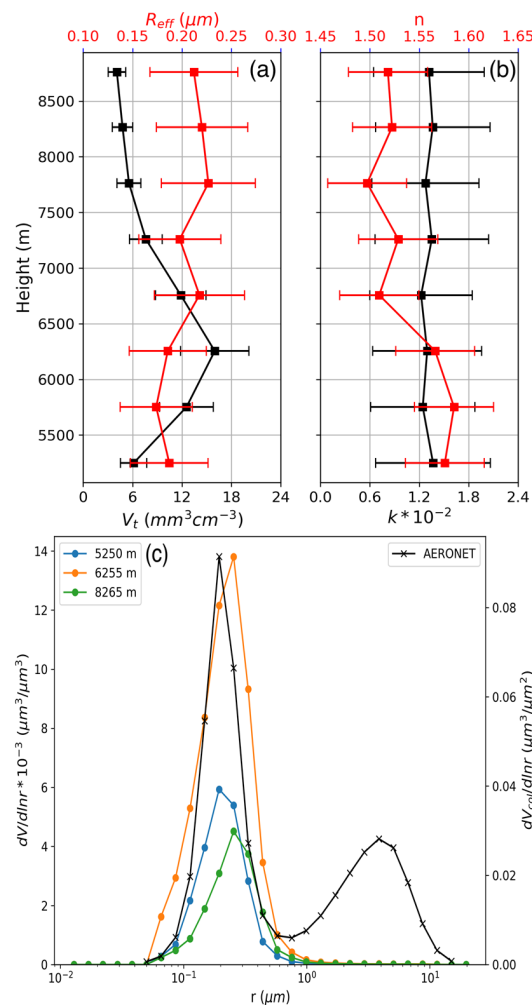 R_eff (μm)
n
0.10 0.15 0.20 0.25 0.30
1.45 1.50 1.55 1.60 1.65
(a)
(b)
Height (m)
8500
8000
7500
7000
6500
6000
5500
0 6 12 18 24
0.0 0.6 1.2 1.8 2.4
V_t (mm³cm⁻³)
k*10⁻²
(c)
5250 m
6255 m
8265 m
AERONET
dV/dlnr*10⁻³ (μm³/μm³)
14
12
10
8
6
4
2
0
dV_col/dlnr (μm³/μm²)
0.08
0.06
0.04
0.02
0.00
10⁻² 10⁻¹ 10⁰ 10¹
r (μm)